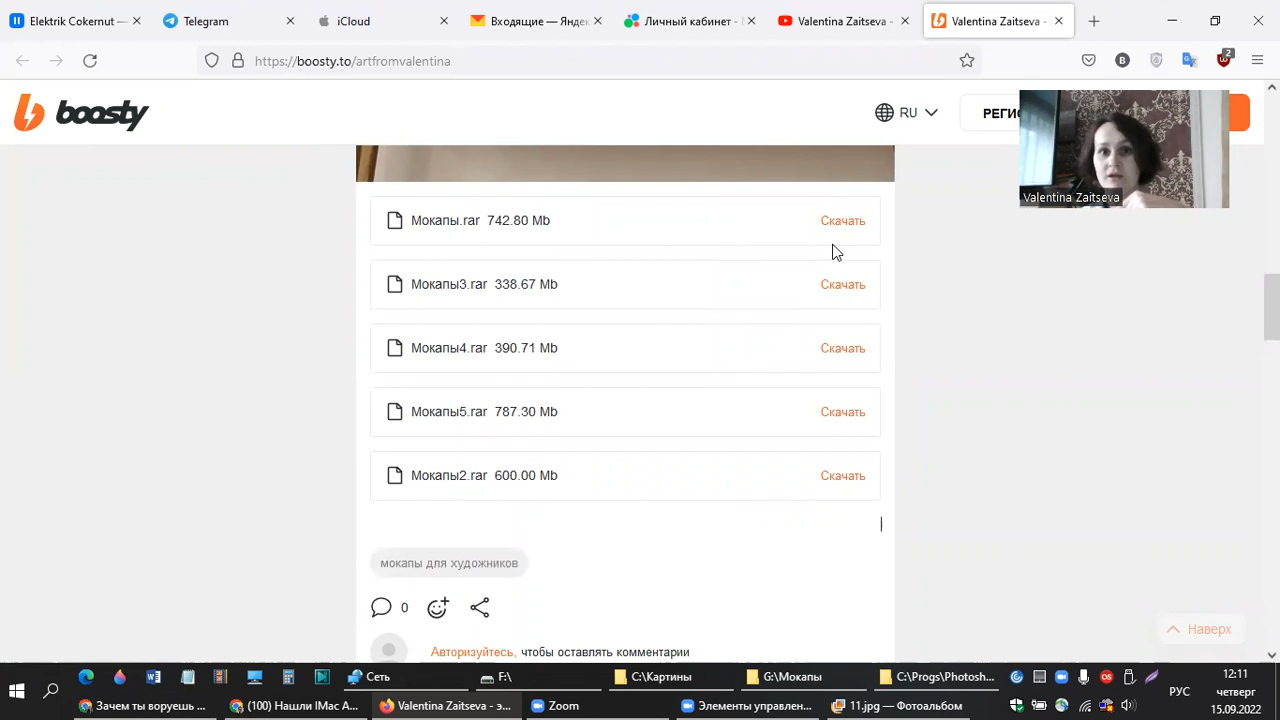 Elektrik Cokernut —
Telegram
iCloud
Входящие — Яндек
Личный кабинет -
Valentina Zaitseva -
Valentina Zaitseva -
https://boosty.to/artfromvalentina
2
boosty
RU
РЕГИС
Valentina Zaitseva
Мокапы.rar 742.80 Mb
Скачать
Мокапы3.rar 338.67 Mb
Скачать
Мокапы4.rar 390.71 Mb
Скачать
Мокапы5.rar 787.30 Mb
Скачать
Мокапы2.rar 600.00 Mb
Скачать
мокапы для художников
0
Наверх
Авторизуйтесь, чтобы оставлять комментарии
Сеть
F:\
C:\Картины
G:\Мокапы
C:\Progs\Photosh...
РУС
12:11
четверг
15.09.2022
Зачем ты воруешь ...
(100) Нашли IMac A...
Valentina Zaitseva - э...
Zoom
Элементы управлен...
11.jpg — Фотоальбом